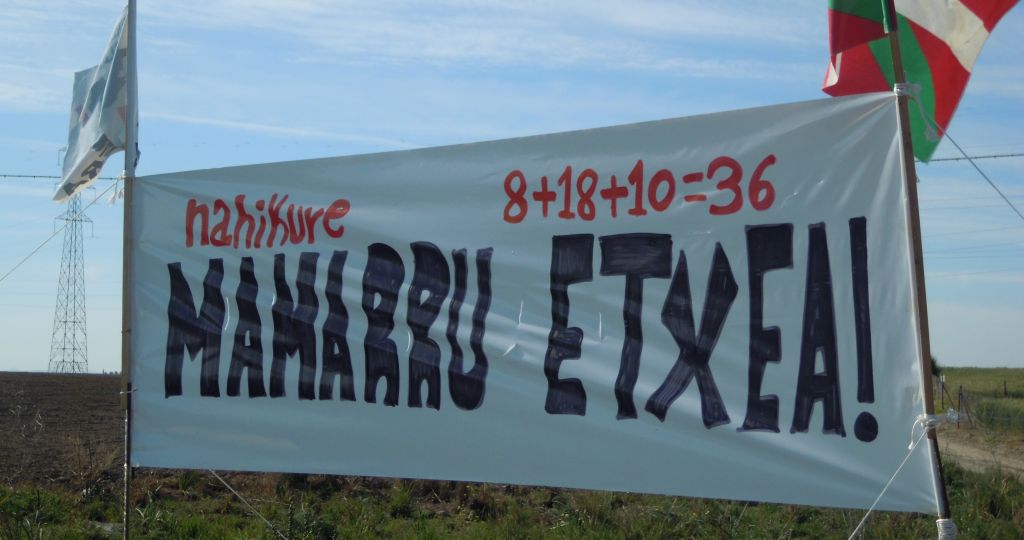 nahiKure 8+18+10=36
MAMARRU ETXEA!